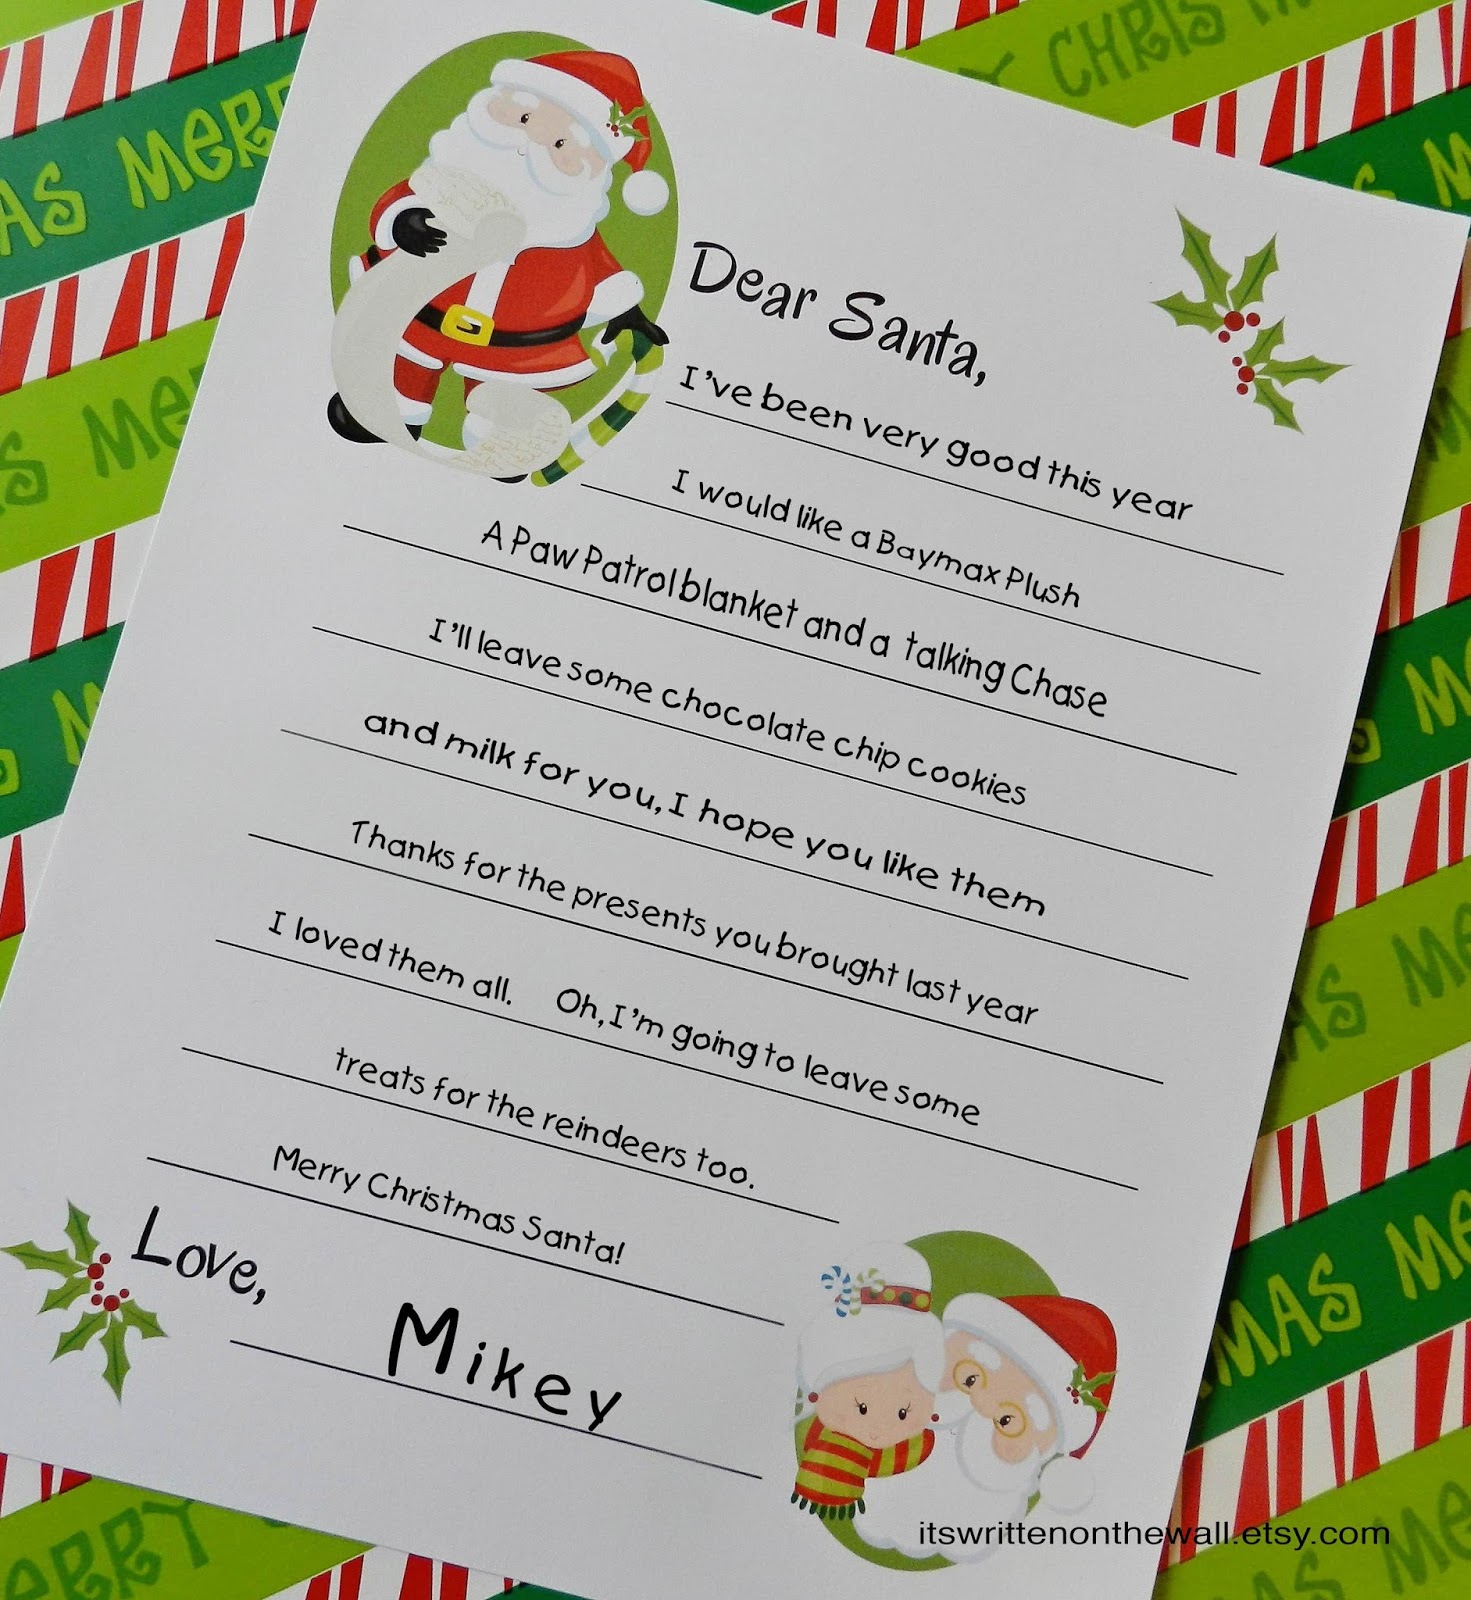 Dear Santa,
I've been very good this year
I would like a Baymax Plush
A Paw Patrol blanket and a talking Chase
I'll leave some chocolate chip cookies
and milk for you, I hope you like them
Thanks for the presents you brought last year
I loved them all. Oh, I'm going to leave some
treats for the reindeers too.
Merry Christmas Santa!
Love,
Mikey
itswrittenonthewall.etsy.com
MERRY
CHRIS
AS MERR
MAS ME